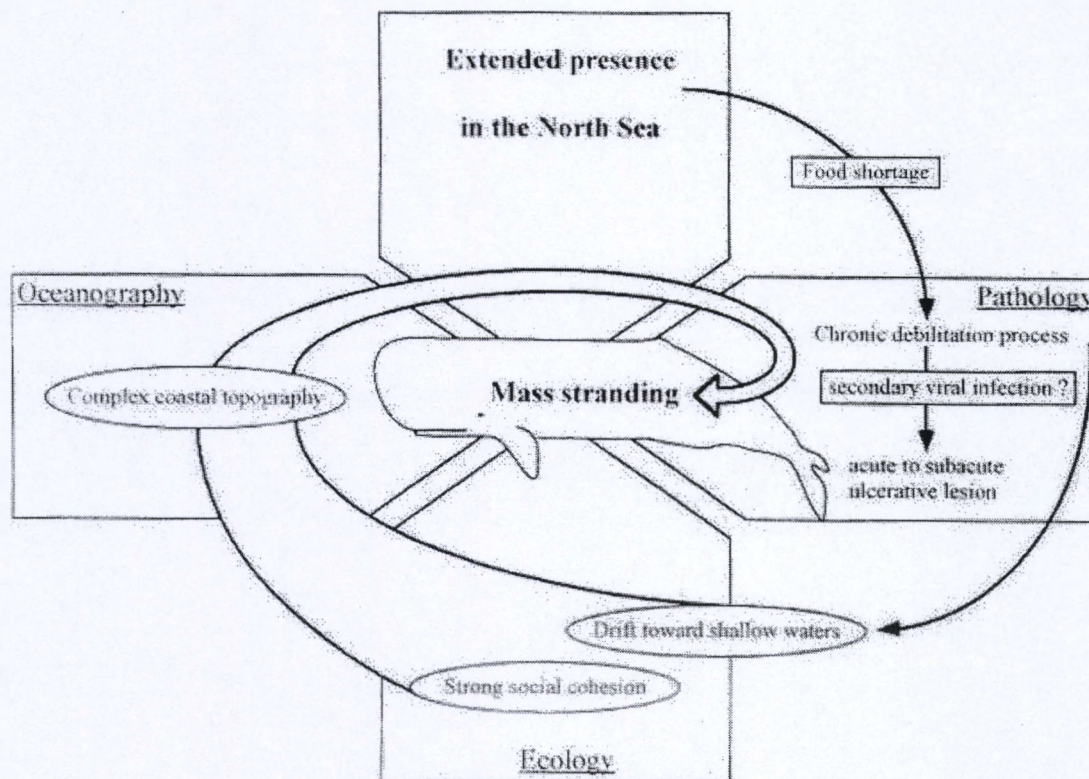 Extended presence
in the North Sea
Food shortage
Oceanography
Pathology
Chronic debilitation process
Complex coastal topography
Mass stranding
secondary viral infection ?
acute to subacute
ulcerative lesion
Drift toward shallow waters
Strong social cohesion
Ecology